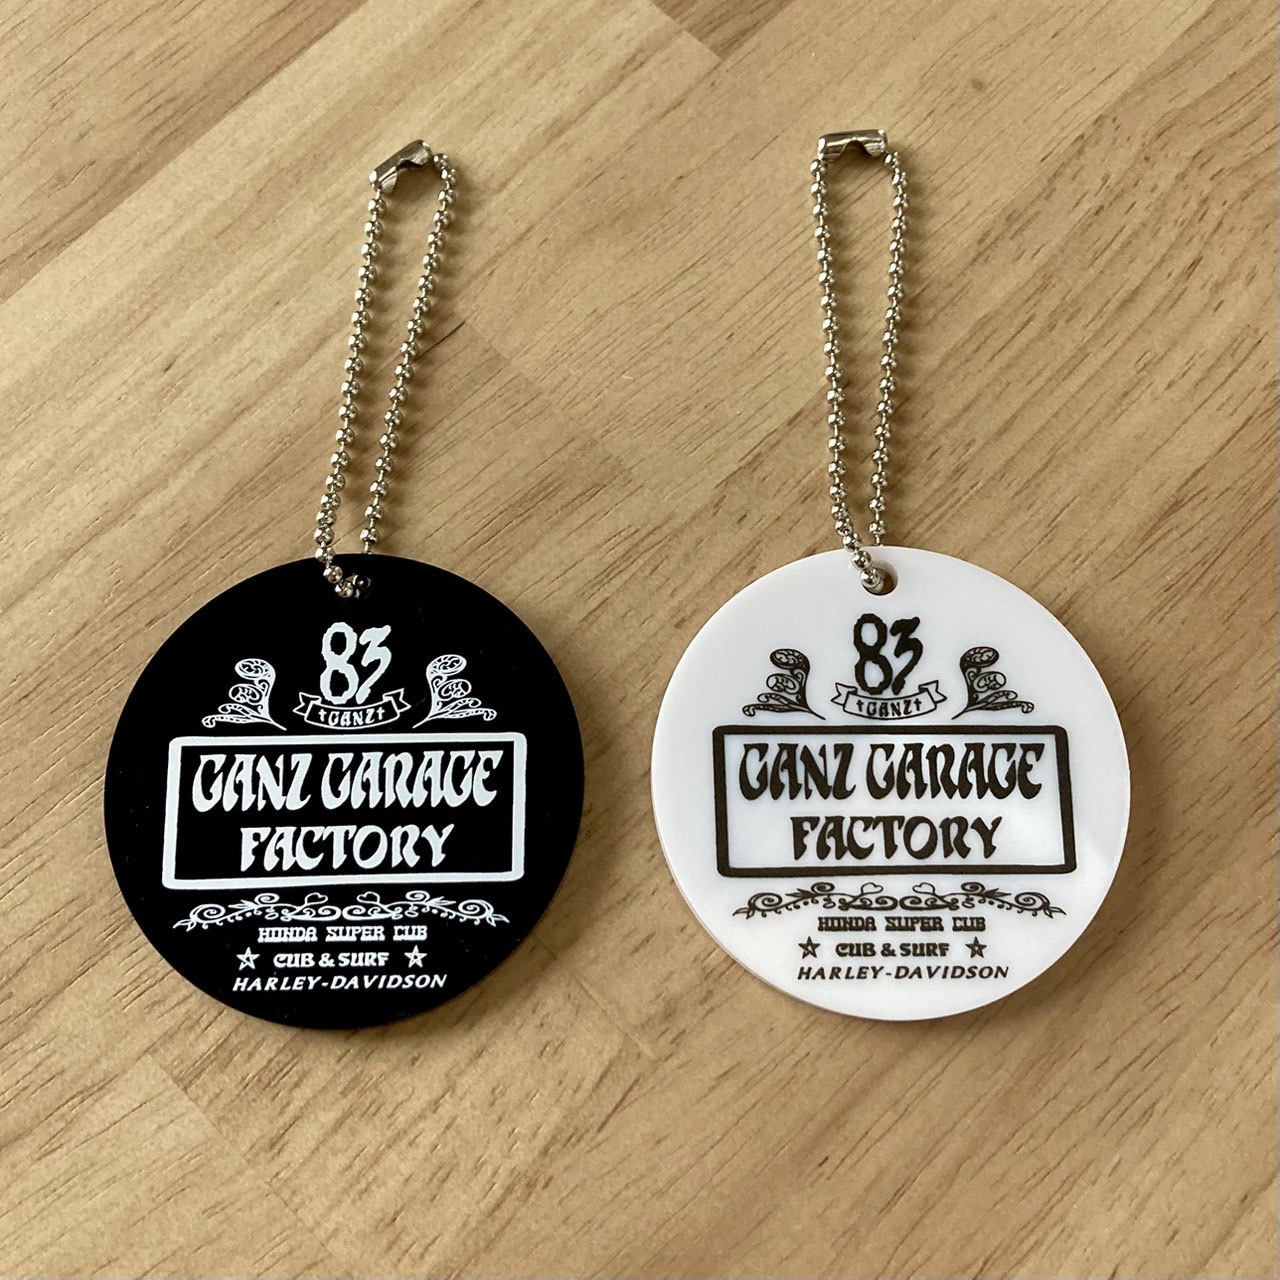 83
†GANZ†
GANZ GARAGE
FACTORY
HONDA SUPER CUB
CUB & SURF
HARLEY-DAVIDSON
83
†GANZ†
GANZ GARAGE
FACTORY
HONDA SUPER CUB
CUB & SURF
HARLEY-DAVIDSON